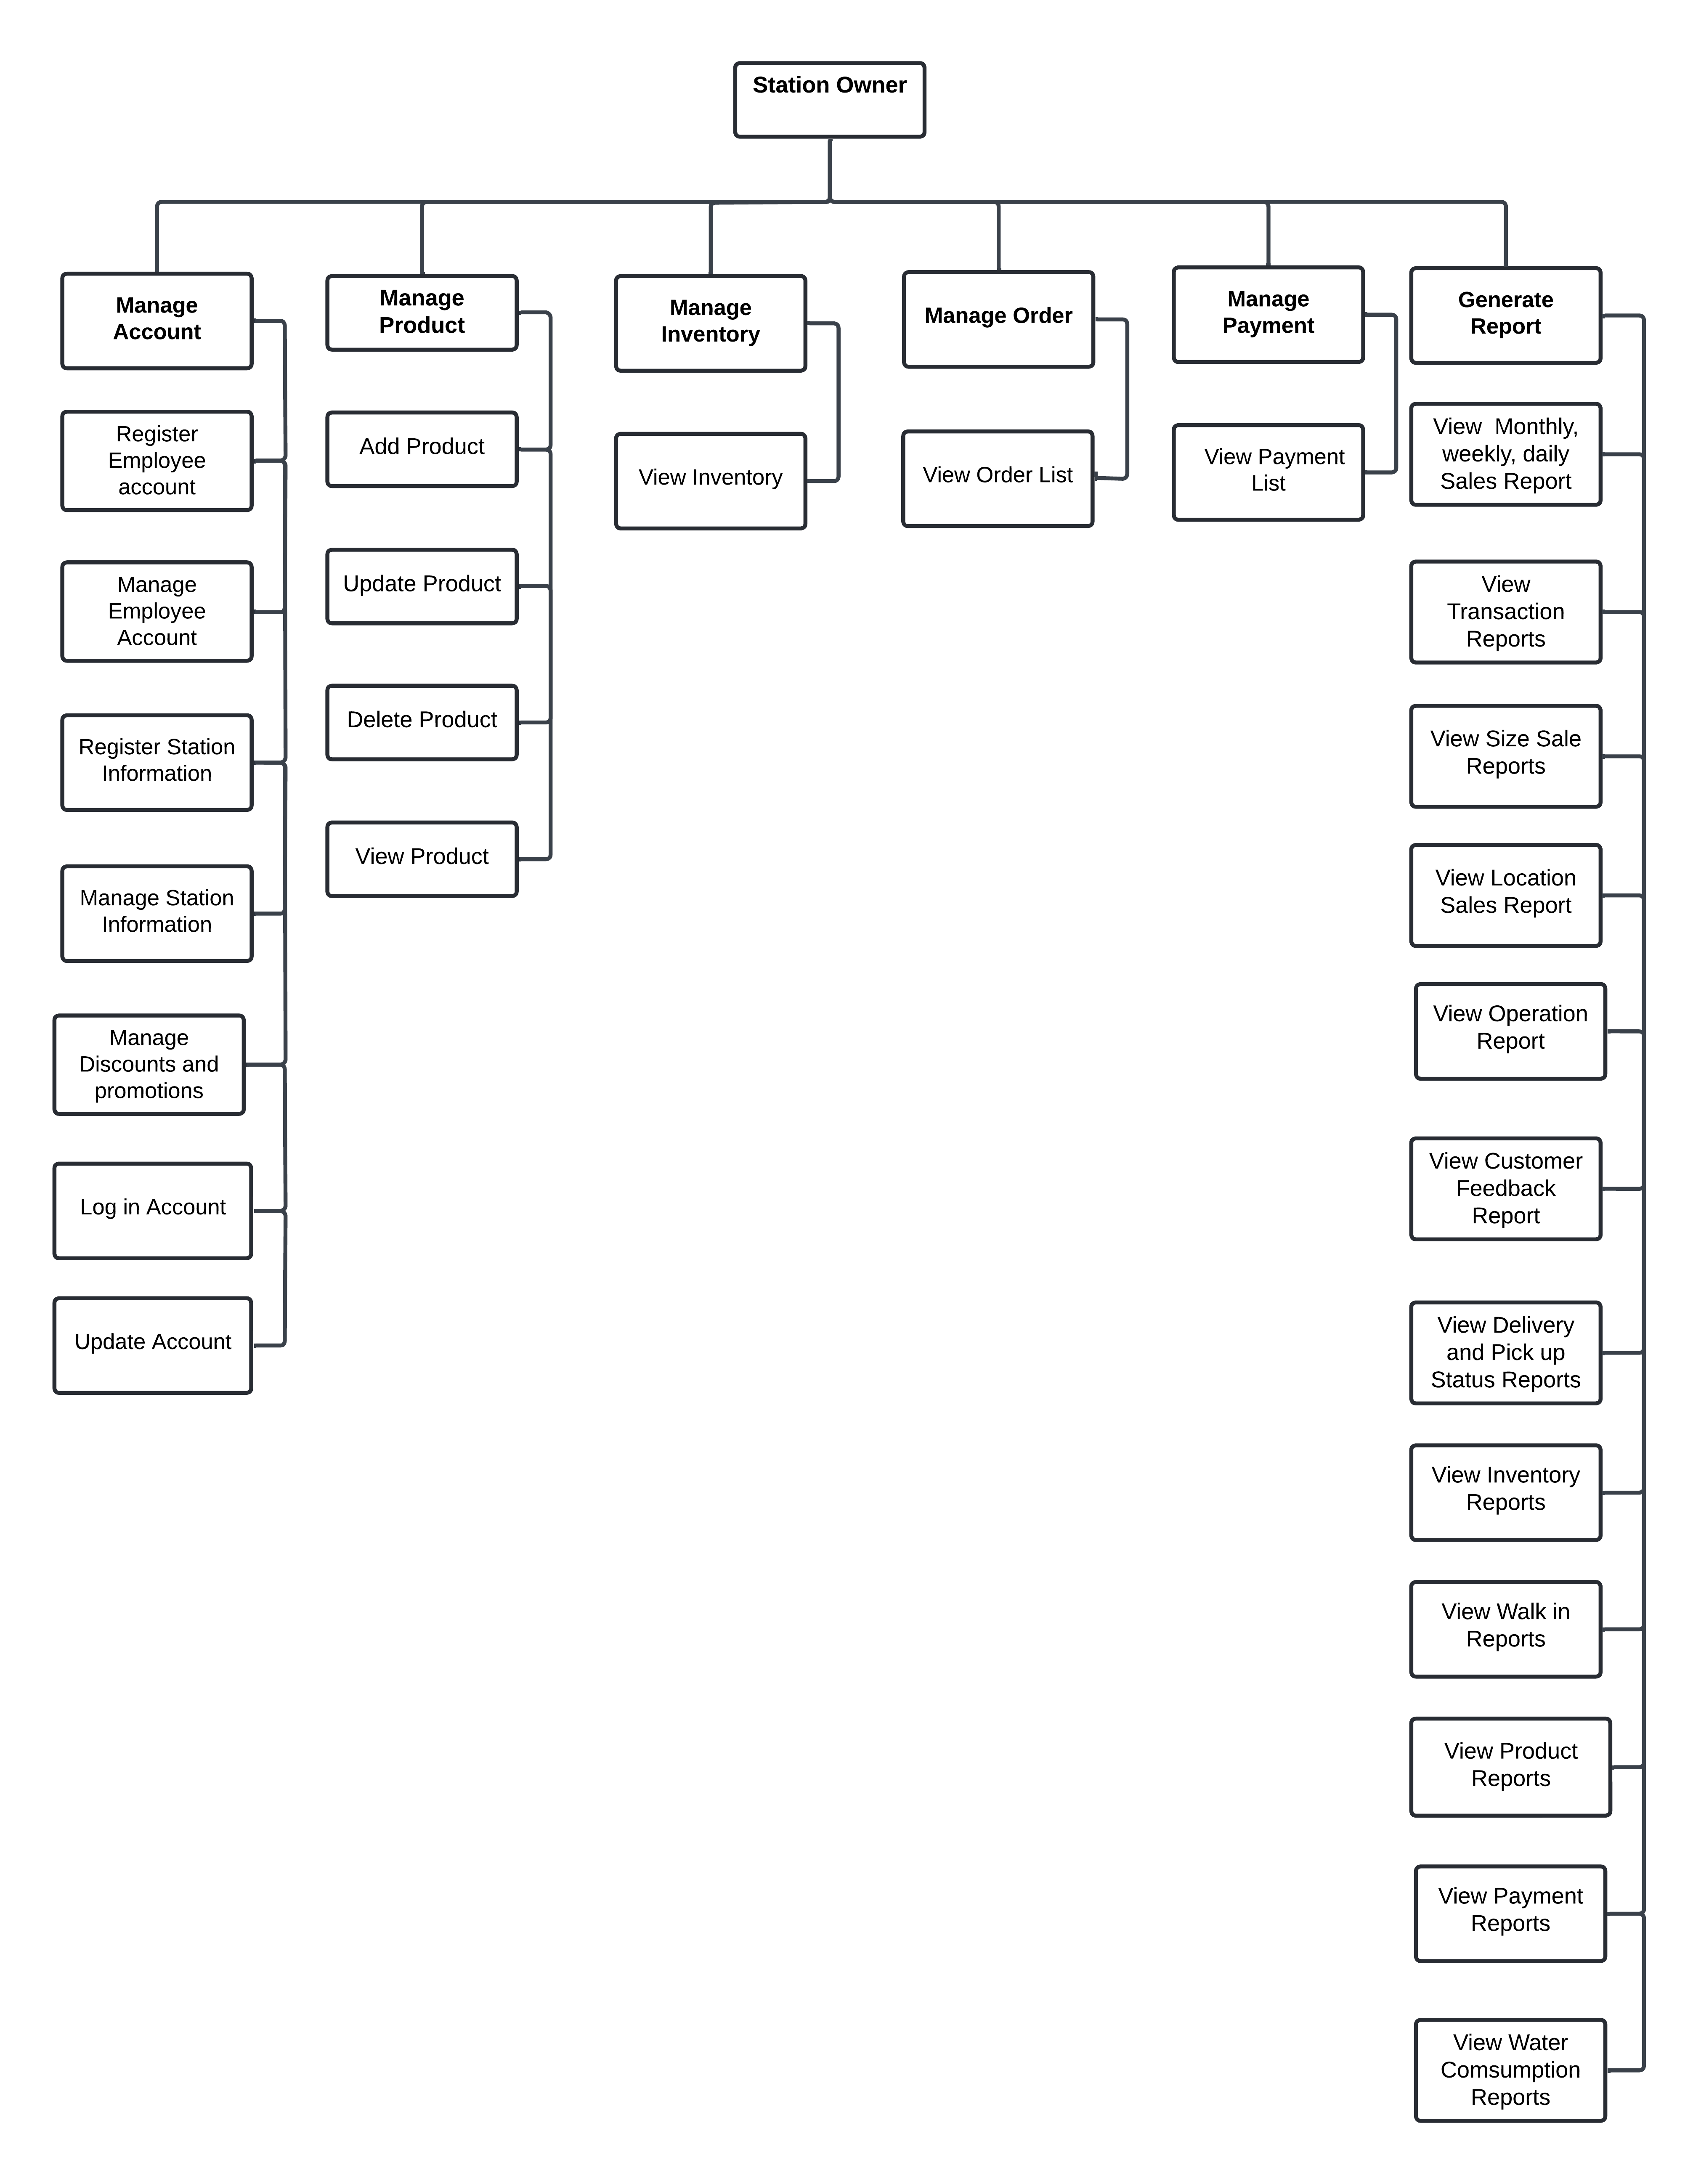 Station Owner
Manage
Account
Register
Employee
account
Manage
Employee
Account
Register Station
Information
Manage Station
Information
Manage
Discounts and
promotions
Log in Account
Update Account
Manage
Product
Add Product
Update Product
Delete Product
View Product
Manage
Inventory
View Inventory
Manage Order
View Order List
Manage
Payment
View Payment
List
Generate
Report
View  Monthly,
weekly, daily
Sales Report
View
Transaction
Reports
View Size Sale
Reports
View Location
Sales Report
View Operation
Report
View Customer
Feedback
Report
View Delivery
and Pick up
Status Reports
View Inventory
Reports
View Walk in
Reports
View Product
Reports
View Payment
Reports
View Water
Comsumption
Reports